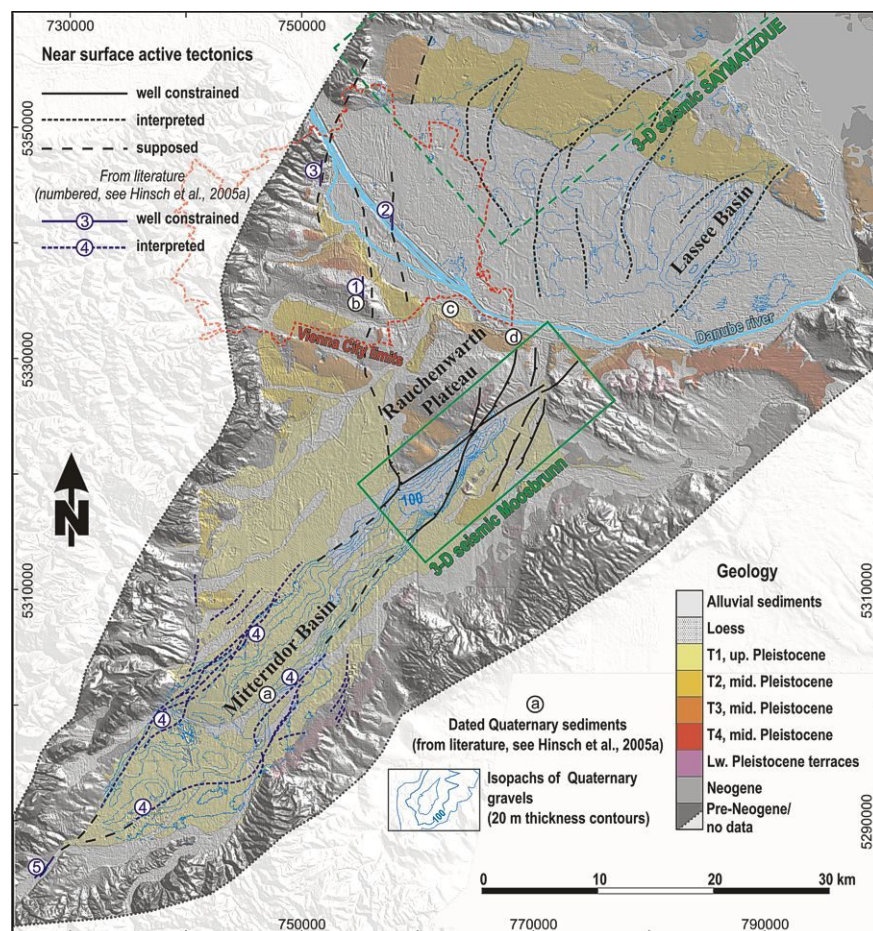 730000
750000
Near surface active tectonics
well constrained
interpreted
supposed
From literature
(numbered, see Hinsch et al., 2005a)
3 well constrained
4 interpreted
5350000
3-D seismic SAYMATZDUE
3
2
Lassee Basin
1
b
c
d
Danube river
Vienna City limits
5330000
5330000
Rauchenwarth
Plateau
N
100
3-D seismic Moosbrunn
5310000
5310000
Mitterndor Basin
4
4
a
4
4
5
Geology
Alluvial sediments
Loess
T1, up. Pleistocene
T2, mid. Pleistocene
T3, mid. Pleistocene
T4, mid. Pleistocene
Lw. Pleistocene terraces
Neogene
Pre-Neogene/
no data
a
Dated Quaternary sediments
(from literature, see Hinsch et al., 2005a)
100
Isopachs of Quaternary
gravels
(20 m thickness contours)
5290000
0 10 20 30 km
750000
770000
790000